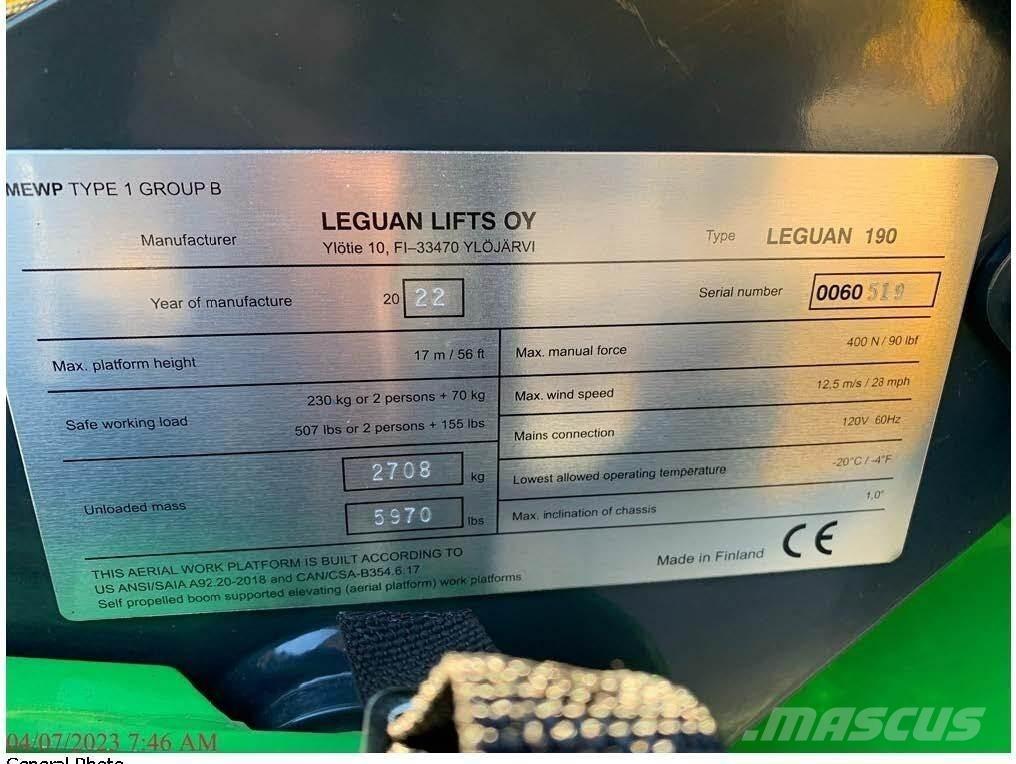 MEWP TYPE 1 GROUP B
Manufacturer
LEGUAN LIFTS OY
Ylötie 10, FI–33470 YLÖJÄRVI
Type LEGUAN 190
Year of manufacture 20 22
Serial number 0060 519
Max. platform height 17 m / 56 ft
Safe working load 230 kg or 2 persons + 70 kg
507 lbs or 2 persons + 155 lbs
Unloaded mass 2708 kg
5970 lbs
Max. manual force 400 N / 90 lbf
Max. wind speed 12,5 m/s / 28 mph
Mains connection 120V 60Hz
Lowest allowed operating temperature -20°C / -4°F
Max. inclination of chassis 1,0°
THIS AERIAL WORK PLATFORM IS BUILT ACCORDING TO
US ANSI/SAIA A92.20-2018 and CAN/CSA-B354.6:17
Self propelled boom supported elevating (aerial platform) work platforms
Made in Finland CE
MASCUS
04/07/2023 7:46 AM
General Photo